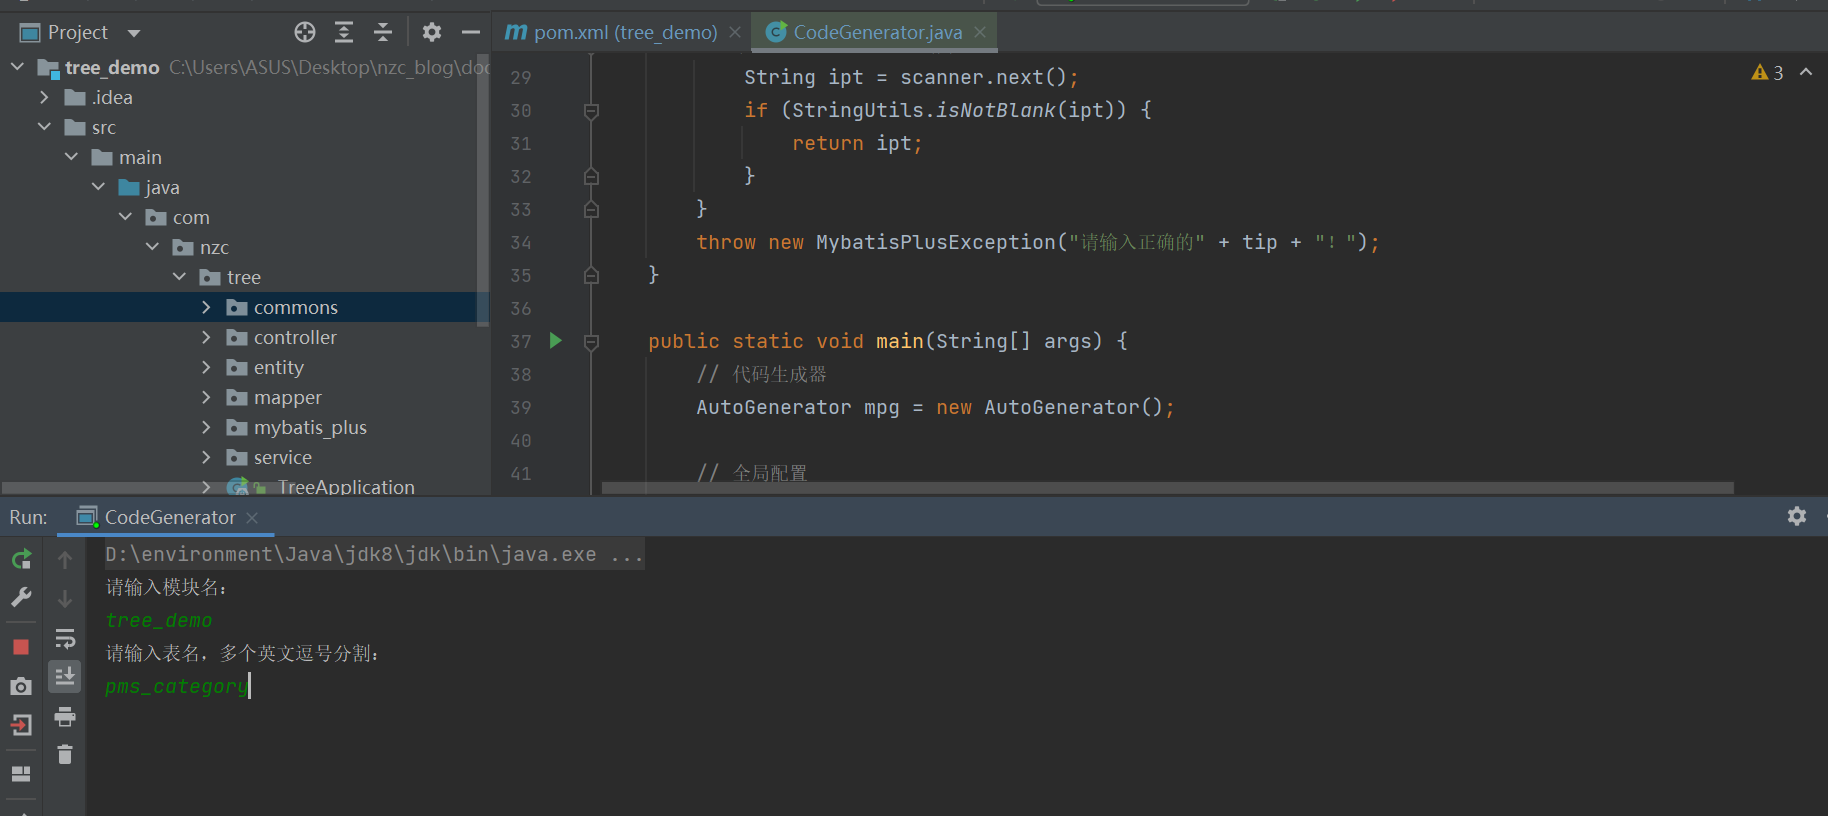 Project
tree_demo C:\Users\ASUS\Desktop\nzc_blog\doc
.idea
src
main
java
com
nzc
tree
commons
controller
entity
mapper
mybatis_plus
service
TreeApplication
pom.xml (tree_demo)
CodeGenerator.java
3
29 String ipt = scanner.next();
30 if (StringUtils.isNotBlank(ipt)) {
31 return ipt;
32 }
33 }
34 throw new MybatisPlusException("请输入正确的" + tip + "！");
35 }
36
37 public static void main(String[] args) {
38 // 代码生成器
39 AutoGenerator mpg = new AutoGenerator();
40
41 // 全局配置
Run: CodeGenerator
D:\environment\Java\jdk8\jdk\bin\java.exe ...
请输入模块名：
tree_demo
请输入表名，多个英文逗号分割：
pms_category